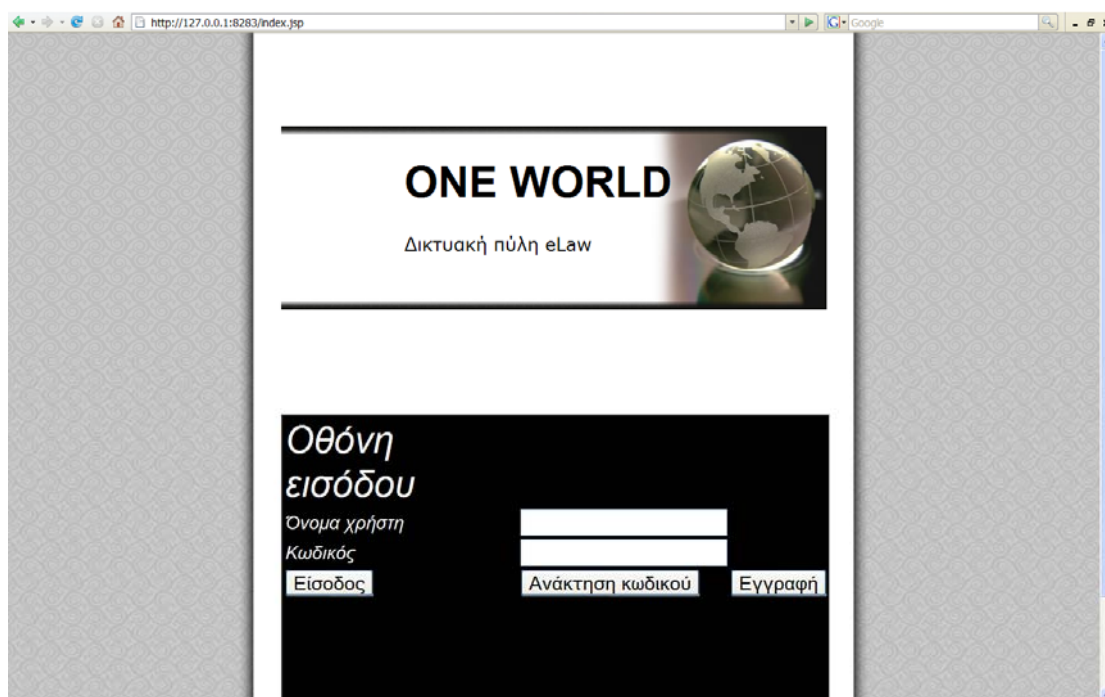 http://127.0.0.1:8283/index.jsp
Google
ONE WORLD
Δικτυακή πύλη eLaw
Οθόνη
εισόδου
Όνομα χρήστη
Κωδικός
Είσοδος Ανάκτηση κωδικού Εγγραφή